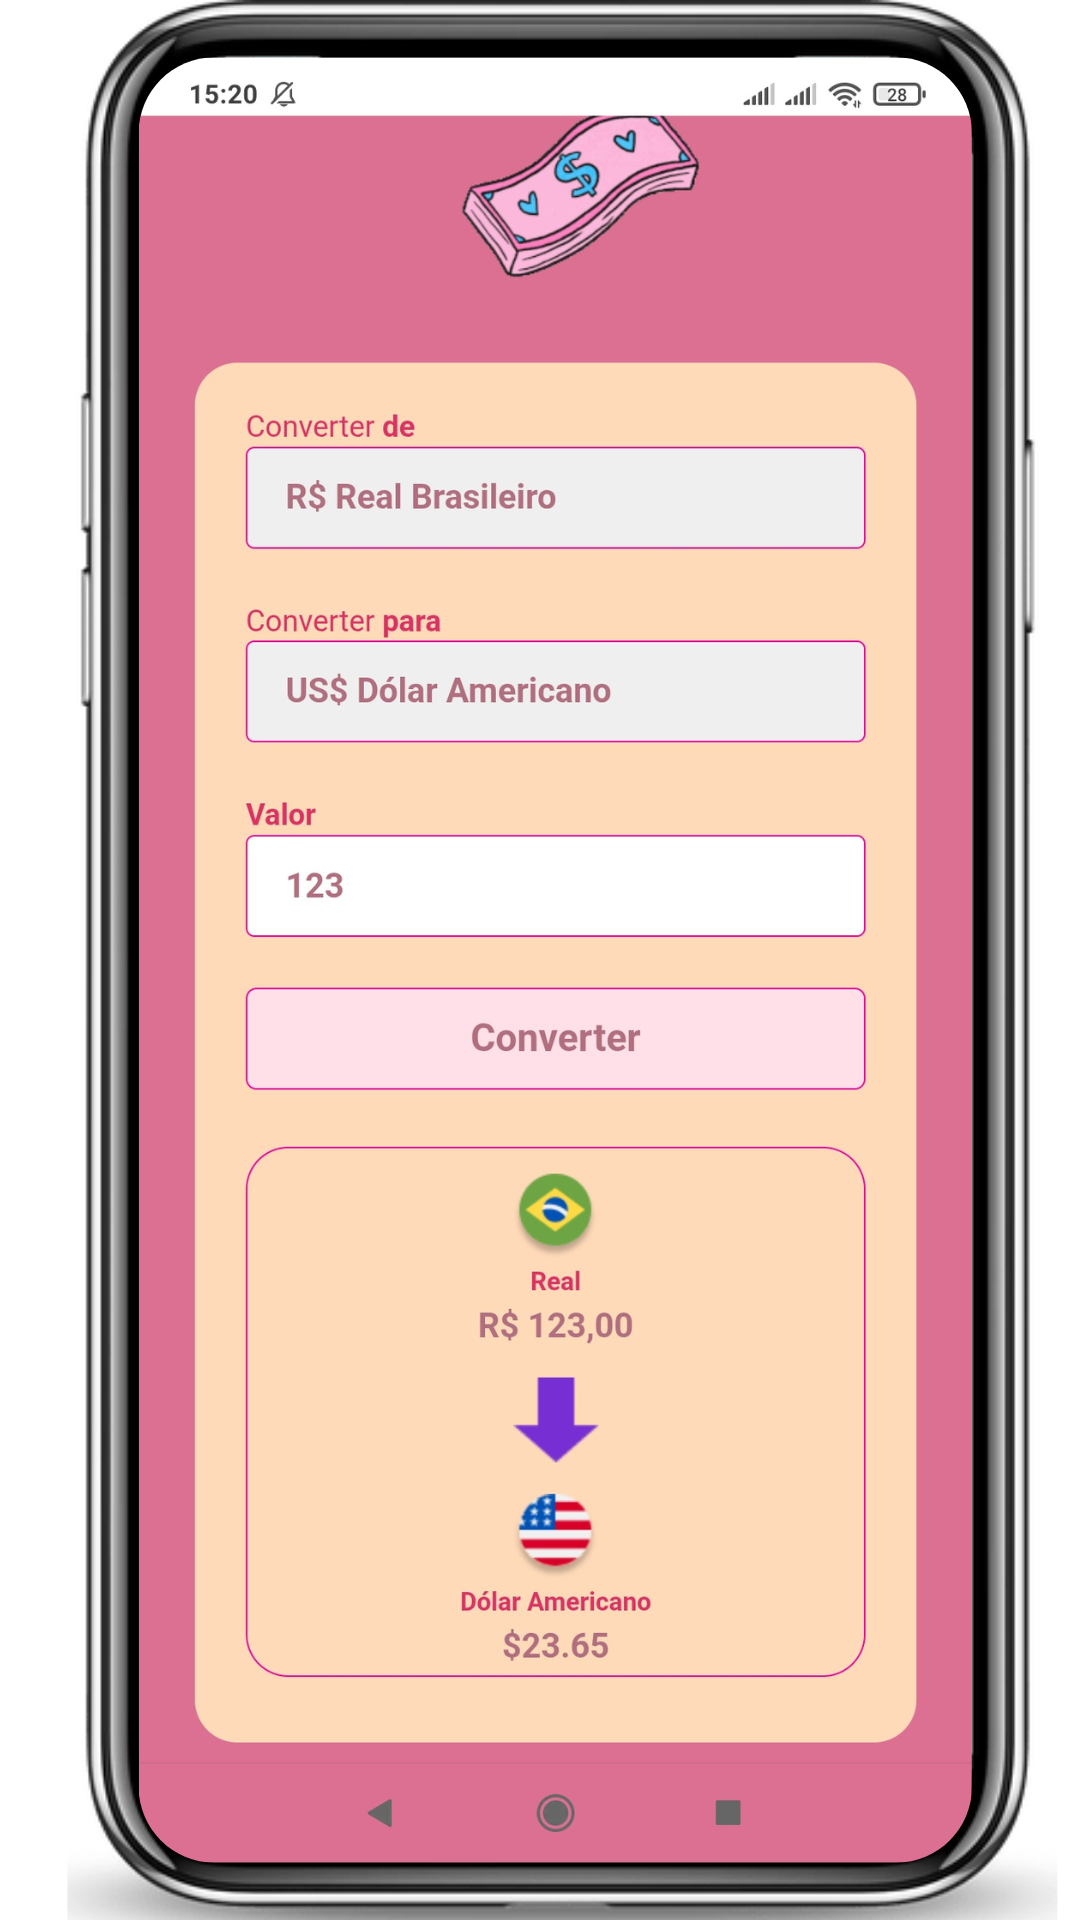 15:20
28
$
Converter de
R$ Real Brasileiro
Converter para
US$ Dólar Americano
Valor
123
Converter
Real
R$ 123,00
Dólar Americano
$23.65